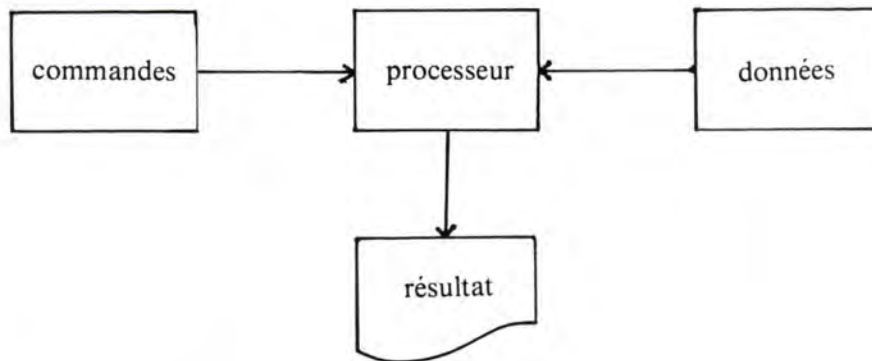 commandes
processeur
données
résultat